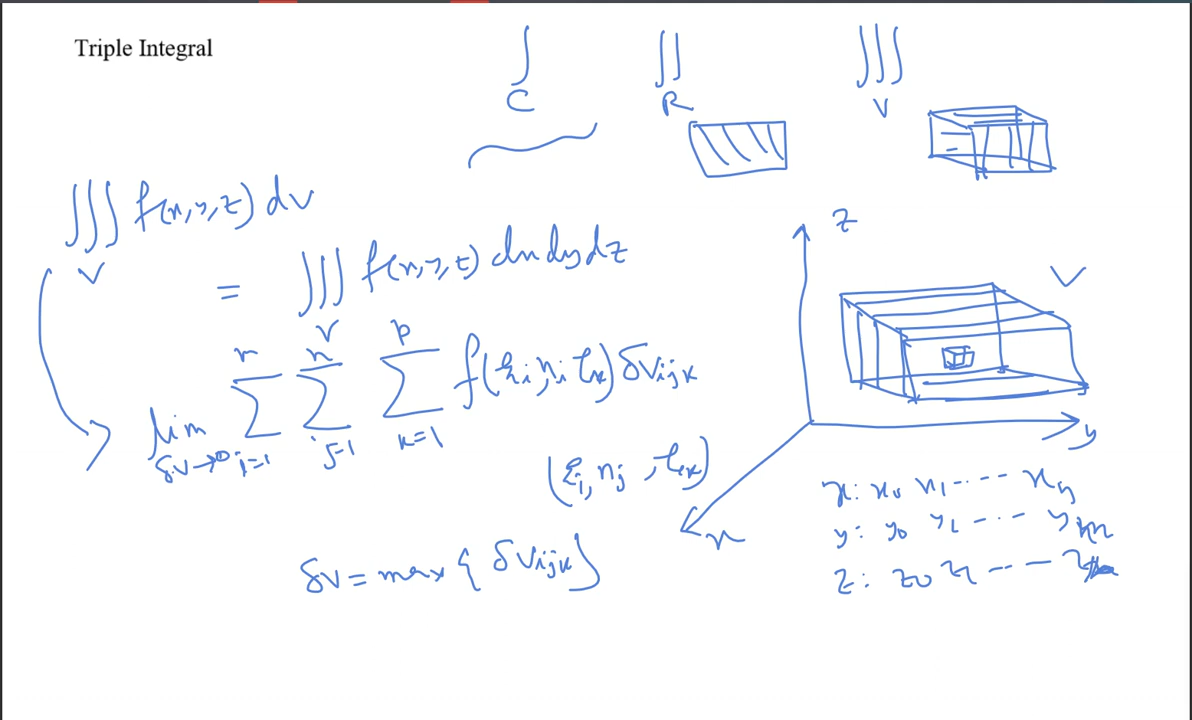 Triple Integral
∫ ∬ ∭
C R V
∭ f(x,y,z) dv
V
= ∭ f(x,y,z) dx dy dz
V
lim δv→0 ∑ i=1 ^n ∑ j=1 ^n ∑ k=1 ^p f(ξi, ηi, ζk) δVijk
(ξi, ηj, ζk)
δv = max { δVijk }
z
V
y
x
x: x0 x1 ---- xn
y: y0 y1 -.-- ym
z: z0 z1 ---